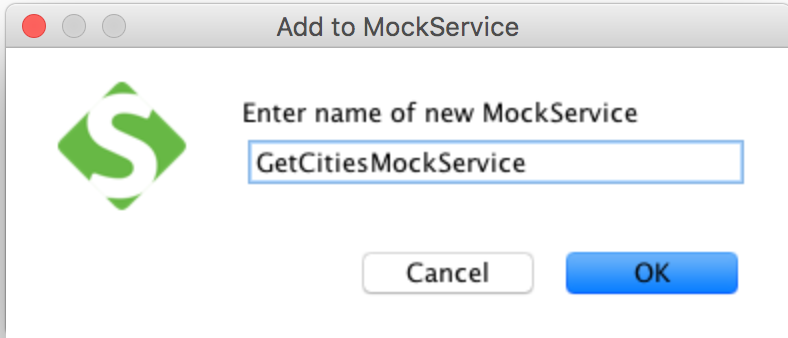 Add to MockService
S
Enter name of new MockService
GetCitiesMockService
Cancel
OK